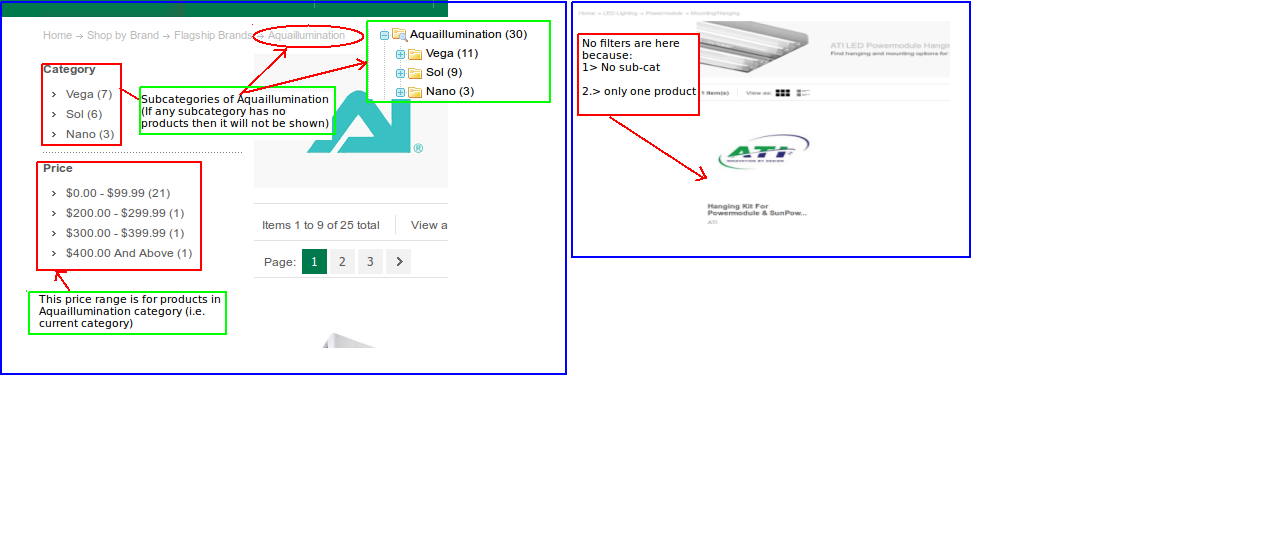 Home → Shop by Brand → Flagship Brands → Aquaillumination
Category
Vega (7)
Sol (6)
Nano (3)
Subcategories of Aquaillumination
(If any subcategory has no
products then it will not be shown)
Aquaillumination (30)
Vega (11)
Sol (9)
Nano (3)
®
Price
$0.00 - $99.99 (21)
$200.00 - $299.99 (1)
$300.00 - $399.99 (1)
$400.00 And Above (1)
This price range is for products in
Aquaillumination category (i.e.
current category)
Items 1 to 9 of 25 total
View a
Page: 1 2 3
Home → LED Lighting → Powermodule → Mounting/Hanging
ATI LED Powermodule Hangin
Find hanging and mounting options for
No filters are here
because:
1> No sub-cat
2.> only one product
1 Item(s)
View as:
ATI
Hanging Kit For
Powermodule & SunPow...
ATI